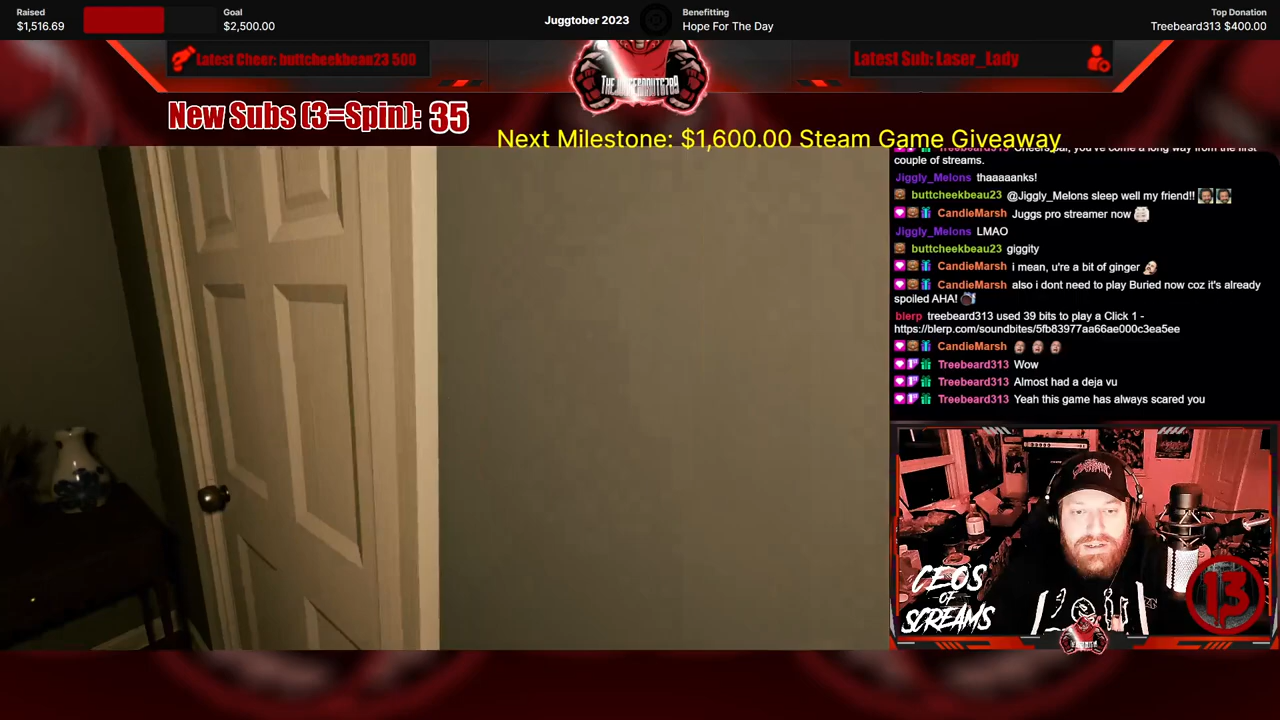 Raised
$1,516.69
Goal
$2,500.00
Juggtober 2023
Benefitting
Hope For The Day
Top Donation
Treebeard313 $400.00
Latest Cheer: buttcheekbeau23 500
Latest Sub: Laser_Lady
New Subs (3=Spin): 35
Next Milestone: $1,600.00 Steam Game Giveaway
Treebeard313 Cheers pal, you've come a long way from the first
couple of streams.
Jiggly_Melons thaaaaanks!
buttcheekbeau23 @Jiggly_Melons sleep well my friend!!
CandieMarsh Juggs pro streamer now
Jiggly_Melons LMAO
buttcheekbeau23 giggity
CandieMarsh i mean, u're a bit of ginger
CandieMarsh also i dont need to play Buried now coz it's already
spoiled AHA!
blerp treebeard313 used 39 bits to play a Click 1 -
https://blerp.com/soundbites/5fb83977aa66ae000c3ea5ee
CandieMarsh
Treebeard313 Wow
Treebeard313 Almost had a deja vu
Treebeard313 Yeah this game has always scared you
CEOS
OF
SCREAMS
13